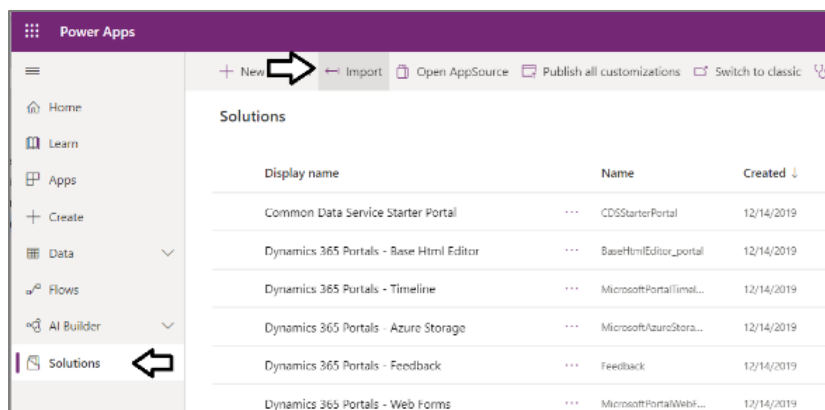 Power Apps
New Import Open AppSource Publish all customizations Switch to classic
Home
Learn
Apps
Create
Data
Flows
AI Builder
Solutions
Solutions
Display name Name Created ↓
Common Data Service Starter Portal ... CDSStarterPortal 12/14/2019
Dynamics 365 Portals - Base Html Editor ... BaseHtmlEditor_portal 12/14/2019
Dynamics 365 Portals - Timeline ... MicrosoftPortalTimel... 12/14/2019
Dynamics 365 Portals - Azure Storage ... MicrosoftAzureStora... 12/14/2019
Dynamics 365 Portals - Feedback ... Feedback 12/14/2019
Dynamics 365 Portals - Web Forms ... MicrosoftPortalWebF... 12/14/2019